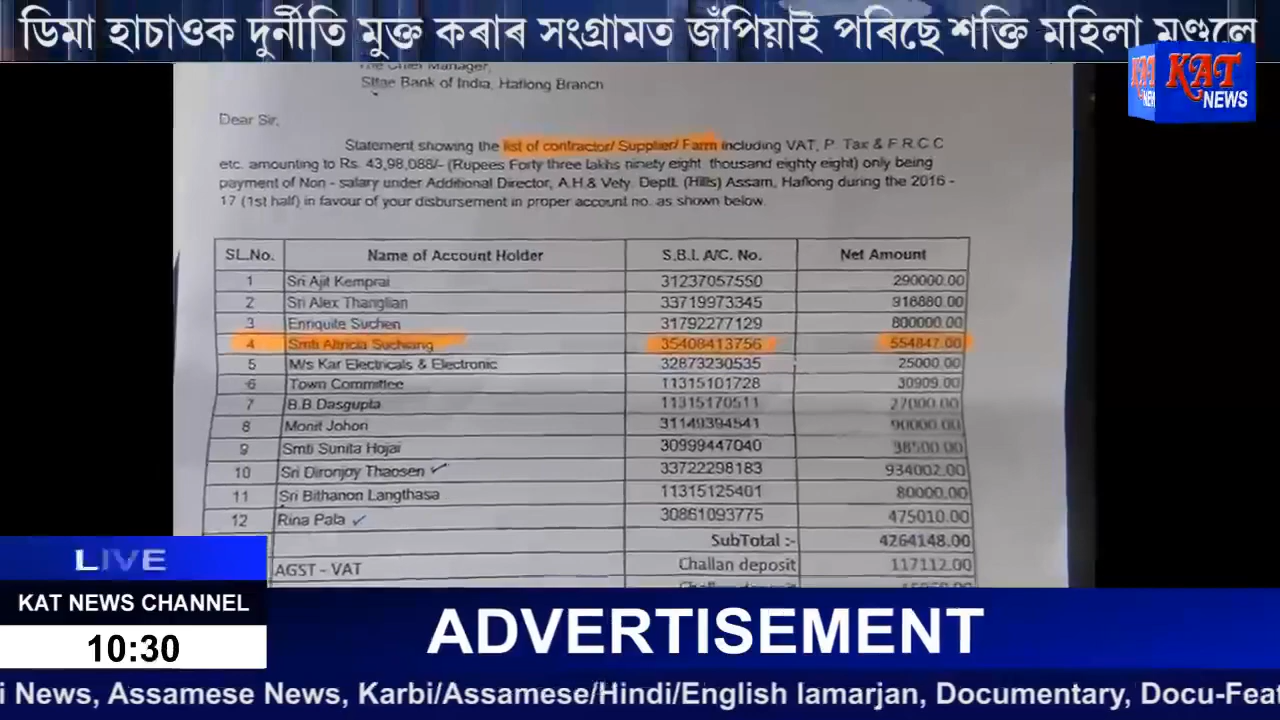 ডিমা হাচাওক দুৰ্নীতি মুক্ত কৰাৰ সংগ্ৰামত জঁপিয়াই পৰিছে শক্তি মহিলা মণ্ডলে
KAT
NEWS
The Chief Manager,
Sttae Bank of India, Haflong Branch
Dear Sir,
Statement showing the list of contractor/ Supplier/ Farm including VAT, P. Tax & F.R.C.C
etc. amounting to Rs. 43,98,088/- (Rupees Forty three lakhs ninety eight thousand eighty eight) only being
payment of Non - salary under Additional Director, A.H.& Vety. Deptt. (Hills) Assam, Haflong during the 2016 -
17 (1st half) in favour of your disbursement in proper account no. as shown below.
SL.No. Name of Account Holder S.B.I. A/C. No. Net Amount
1 Sri Ajit Kemprai 31237057550 290000.00
2 Sri Alex Thanglian 33719973345 918880.00
3 Enriquite Suchen 31792277129 800000.00
4 Smti Altricia Suchiang 35408413756 554847.00
5 M/s Kar Electricals & Electronic 32873230535 25000.00
6 Town Committee 11315101728 30909.00
7 B.B Dasgupta 11315170511 27000.00
8 Monit Johori 31149394541 90000.00
9 Smti Sunita Hojai 30999447040 38500.00
10 Sri Dironjoy Thaosen 33722298183 934002.00
11 Sri Bithanon Langthasa 11315125401 80000.00
12 Rina Pala 30861093775 475010.00
SubTotal :- 4264148.00
AGST - VAT Challan deposit 117112.00
LIVE
KAT NEWS CHANNEL
10:30
ADVERTISEMENT
i News, Assamese News, Karbi/Assamese/Hindi/English lamarjan, Documentary, Docu-Feat